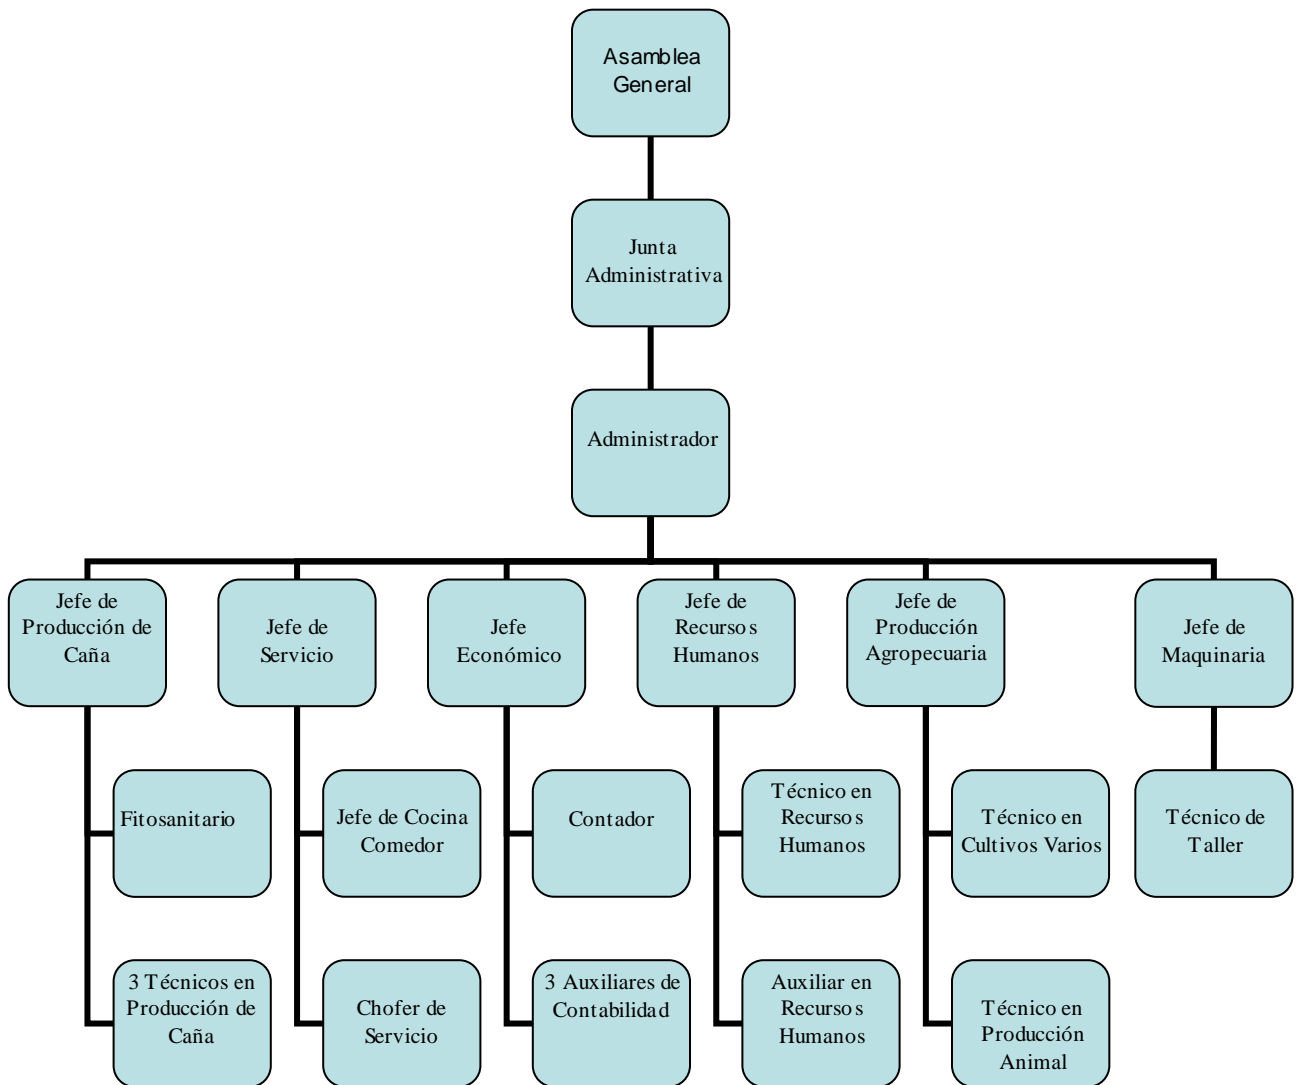 Asamblea
General
Junta
Administrativa
Administrador
Jefe de
Producción de
Caña
Jefe de
Servicio
Jefe
Económico
Jefe de
Recursos
Humanos
Jefe de
Producción
Agropecuaria
Jefe de
Maquinaria
Fitosanitario
Jefe de Cocina
Comedor
Contador
Técnico en
Recursos
Humanos
Técnico en
Cultivos Varios
Técnico de
Taller
3 Técnicos en
Producción de
Caña
Chofer de
Servicio
3 Auxiliares de
Contabilidad
Auxiliar en
Recursos
Humanos
Técnico en
Producción
Animal